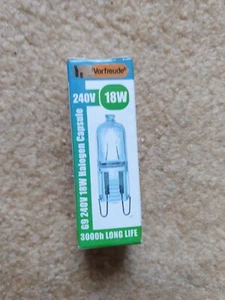 Vorfreude
240V 18W
G9 240V 18W Halogen Capsule
3000h LONG LIFE